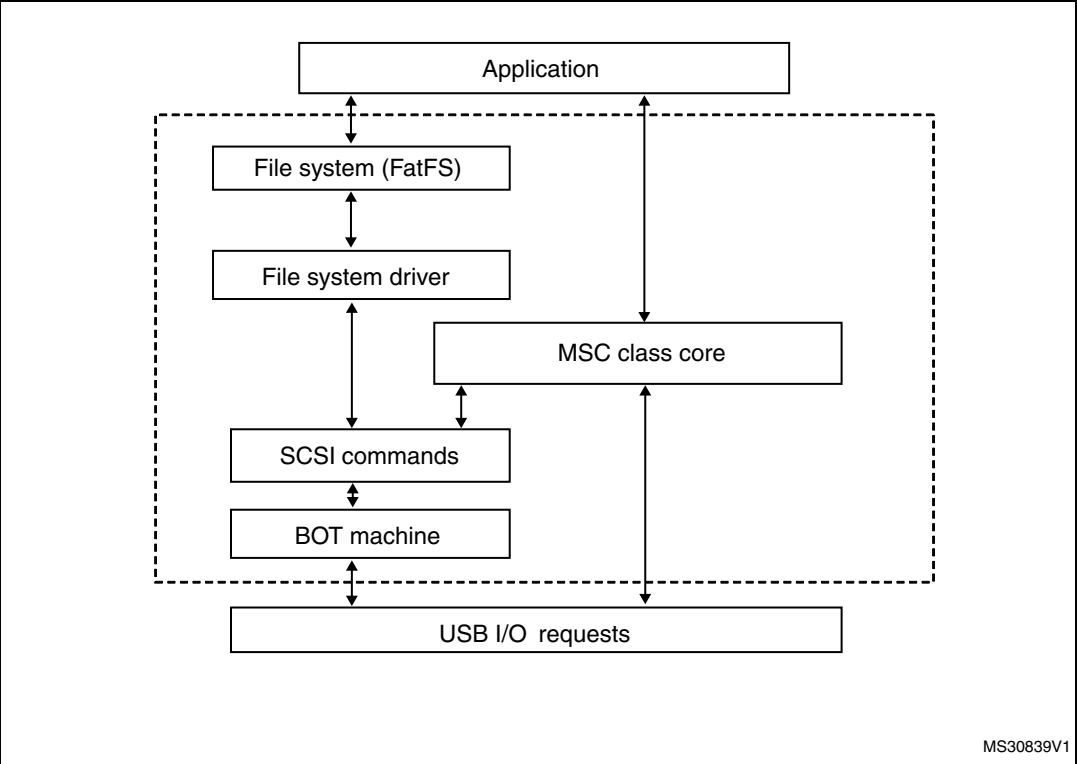 Application
File system (FatFS)
File system driver
MSC class core
SCSI commands
BOT machine
USB I/O requests
MS30839V1